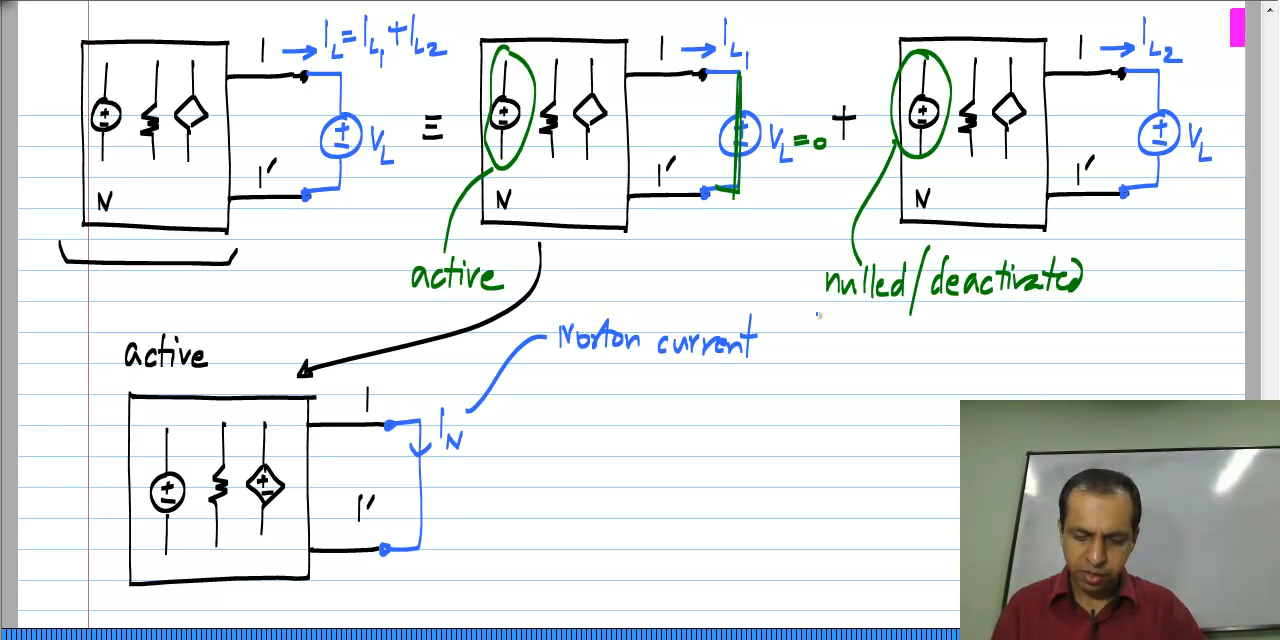 1 I_L = I_L1 + I_L2
+ - + - V_L
1'
N
≡
1 I_L1
+ - + - V_L = 0
1'
N
+
1 I_L2
+ - + - V_L
1'
N
active
nulled/deactivated
Norton current
active
1 I_N
+ - + -
1'